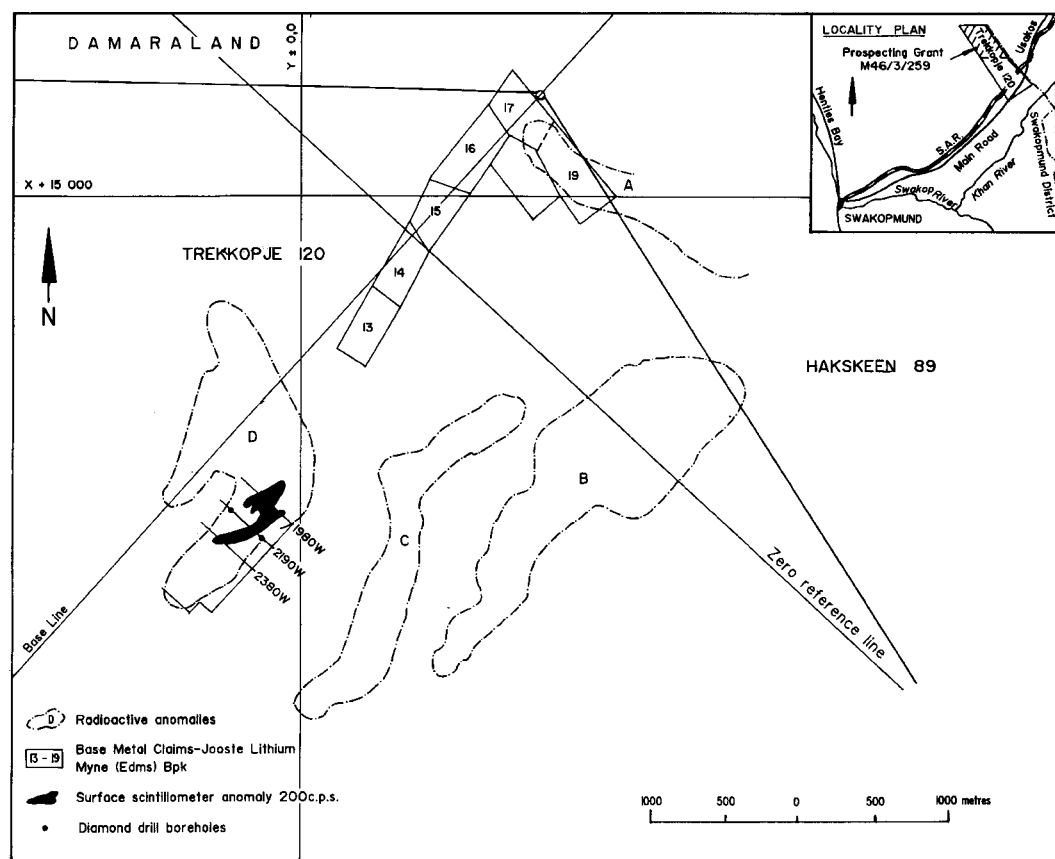 DAMARALAND
Y ± 0,0
LOCALITY PLAN
Prospecting Grant
M46/3/259
Trekkopje 120
Usakos
Henties Bay
S.A.R.
Main Road
Khan River
Swakop River
Swakopmund District
SWAKOPMUND
17
16
19
A
X + 15 000
15
TREKKOPJE 120
14
N
13
HAKSKEEN 89
D
B
C
1980W
2190W
2380W
Zero reference line
Base Line
D Radioactive anomalies
13 - 19 Base Metal Claims-Jooste Lithium
Myne (Edms) Bpk
Surface scintillometer anomaly 200c.p.s.
Diamond drill boreholes
1000 500 0 500 1000 metres